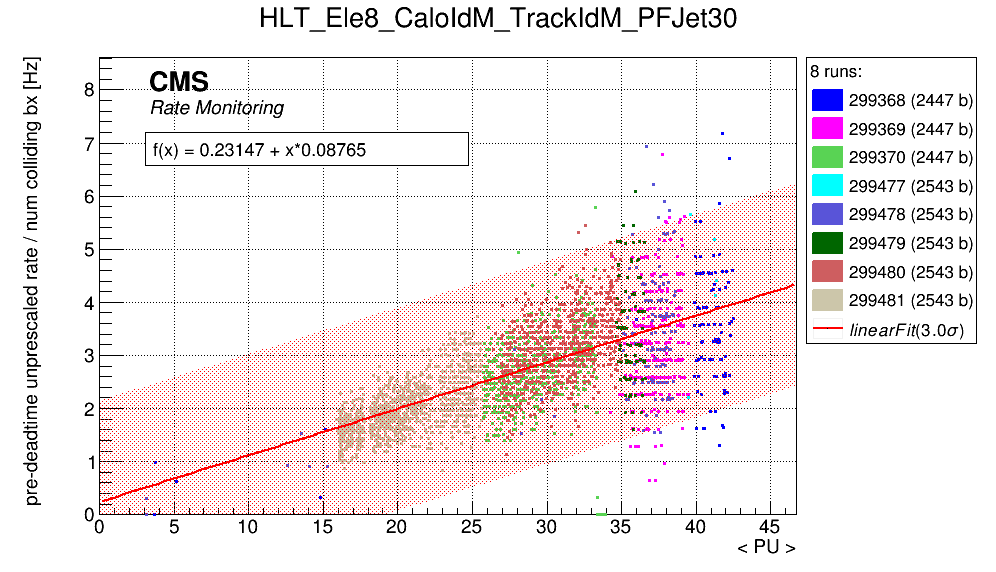 HLT_Ele8_CaloIdM_TrackIdM_PFJet30
pre-deadtime unprescaled rate / num colliding bx [Hz]
CMS
Rate Monitoring
f(x) = 0.23147 + x*0.08765
8
7
6
5
4
3
2
1
0
0 5 10 15 20 25 30 35 40 45
< PU >
8 runs:
299368 (2447 b)
299369 (2447 b)
299370 (2447 b)
299477 (2543 b)
299478 (2543 b)
299479 (2543 b)
299480 (2543 b)
299481 (2543 b)
linearFit(3.0σ)